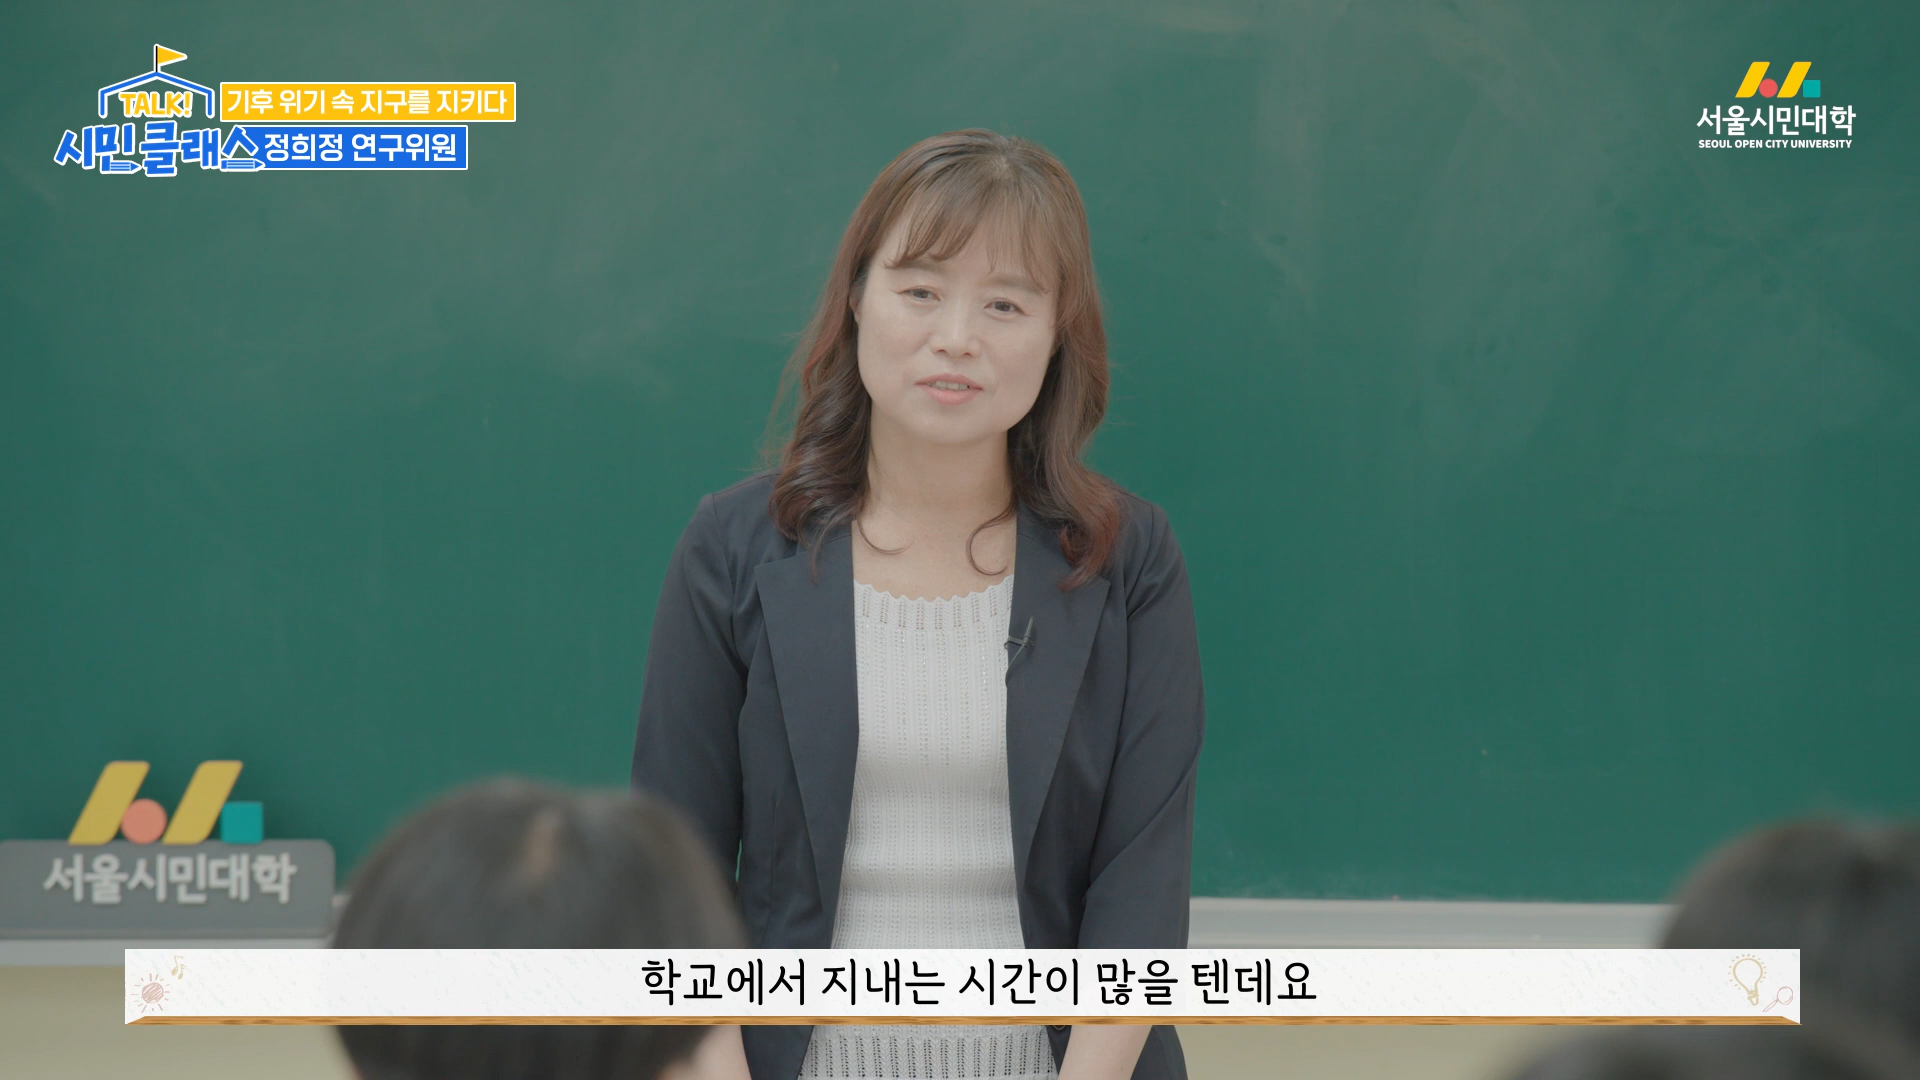 TALK!
시민클래스
기후 위기 속 지구를 지키다
정희정 연구위원
서울시민대학
SEOUL OPEN CITY UNIVERSITY
서울시민대학
학교에서 지내는 시간이 많을 텐데요